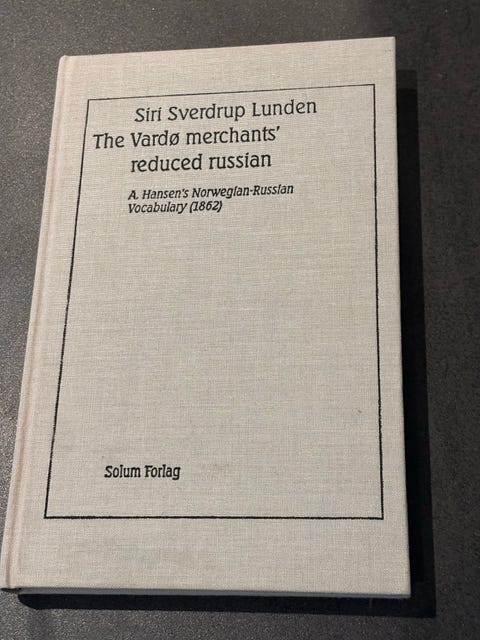 Siri Sverdrup Lunden
The Vardø merchants'
reduced russian
A. Hansen's Norwegian-Russian
Vocabulary (1862)
Solum Forlag